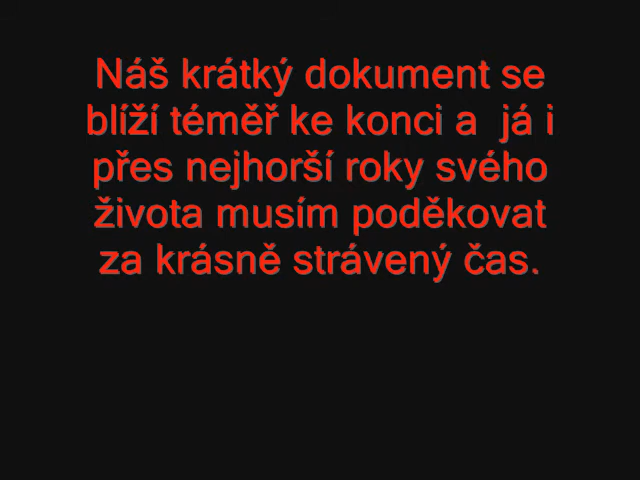 Náš krátký dokument se
blíží téměř ke konci a  já i
přes nejhorší roky svého
života musím poděkovat
za krásně strávený čas.